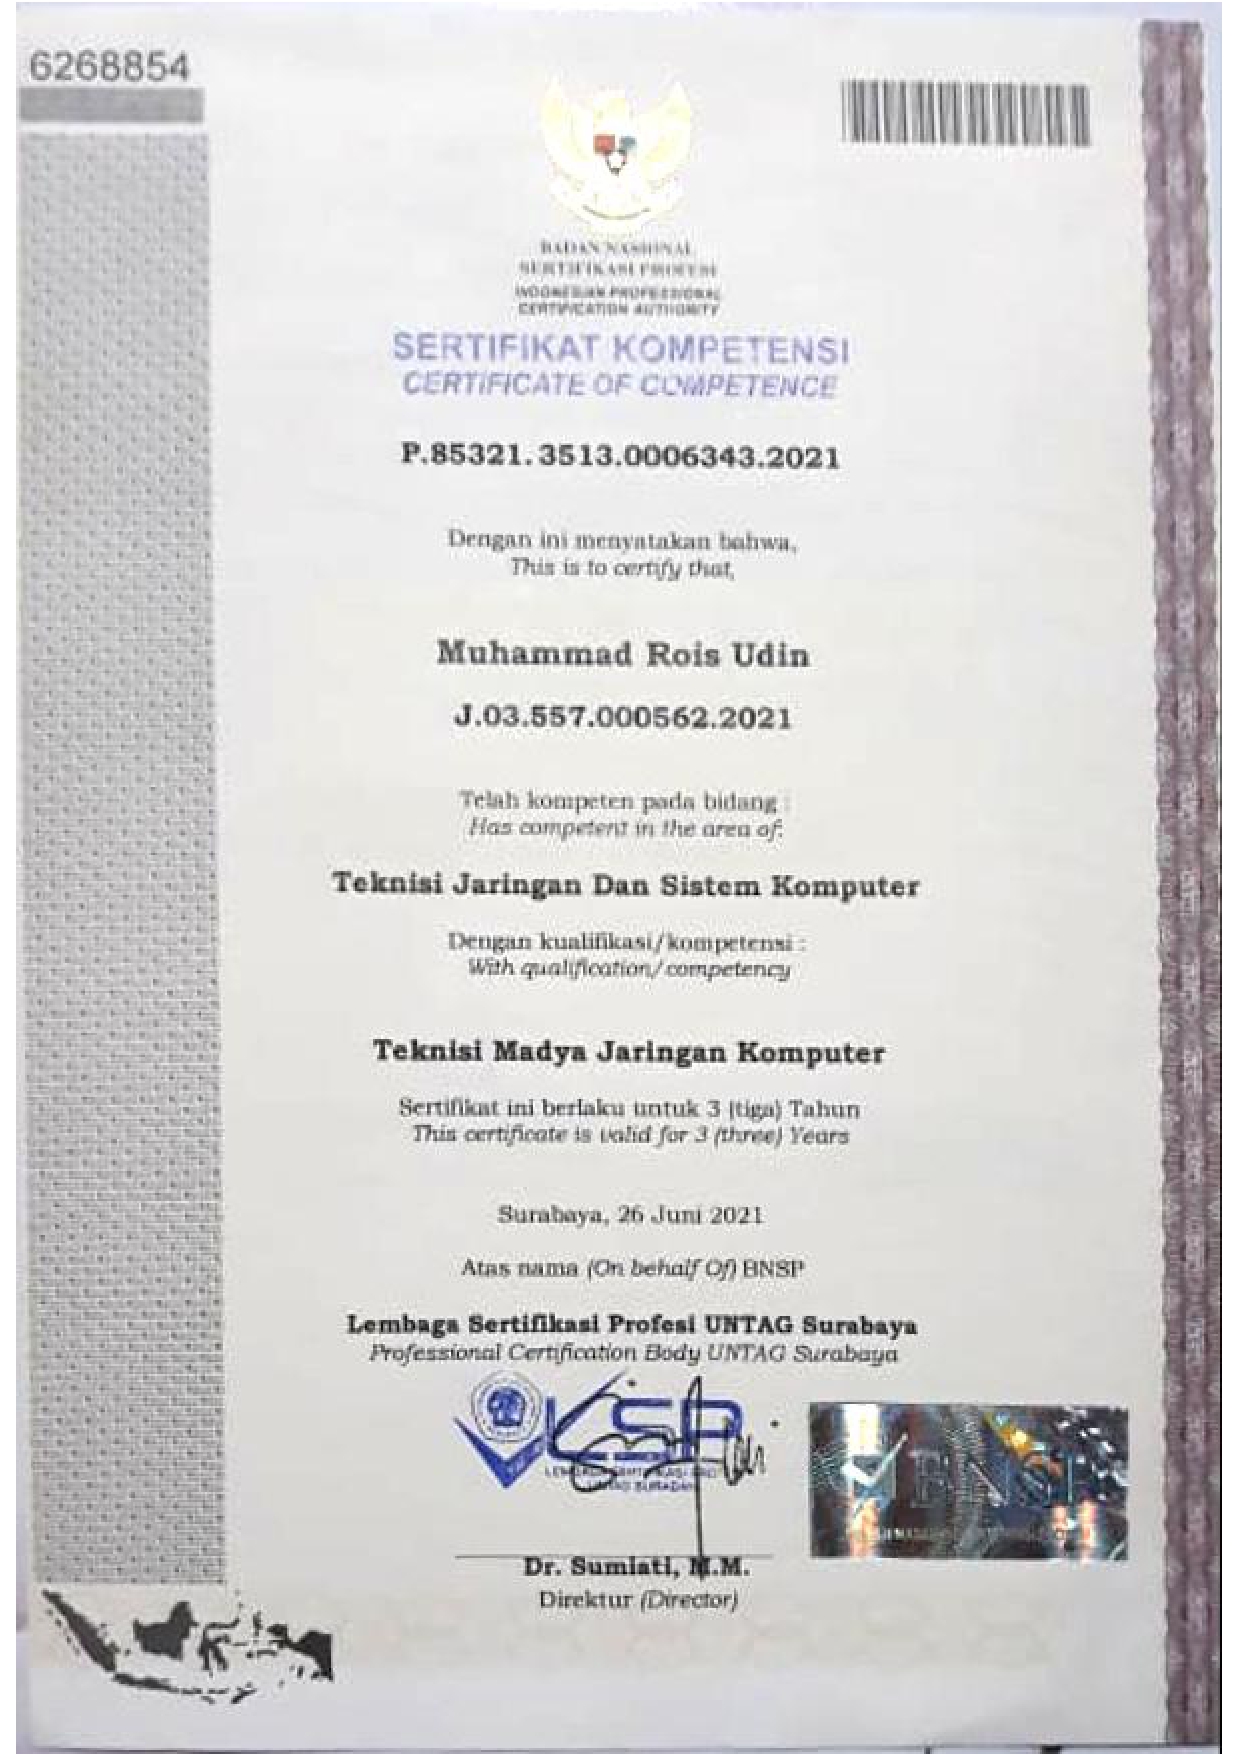 6268854
BADAN NASIONAL
SERTIFIKASI PROFESI
INDONESIAN PROFESSIONAL
CERTIFICATION AUTHORITY
SERTIFIKAT KOMPETENSI
CERTIFICATE OF COMPETENCE
P.85321.3513.0006343.2021
Dengan ini menyatakan bahwa,
This is to certify that,
Muhammad Rois Udin
J.03.557.000562.2021
Telah kompeten pada bidang :
Has competent in the area of:
Teknisi Jaringan Dan Sistem Komputer
Dengan kualifikasi/kompetensi :
With qualification/competency
Teknisi Madya Jaringan Komputer
Sertifikat ini berlaku untuk 3 (tiga) Tahun
This certificate is valid for 3 (three) Years
Surabaya, 26 Juni 2021
Atas nama (On behalf Of) BNSP
Lembaga Sertifikasi Profesi UNTAG Surabaya
Professional Certification Body UNTAG Surabaya
LSP
BNSP
Dr. Sumiati, M.M.
Direktur (Director)